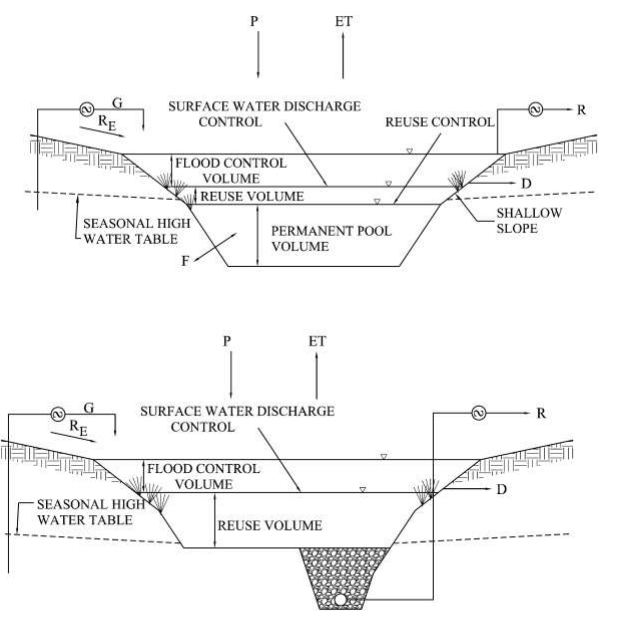 P
ET
G
R
RE
SURFACE WATER DISCHARGE
CONTROL
REUSE CONTROL
FLOOD CONTROL
VOLUME
D
REUSE VOLUME
SHALLOW
SLOPE
SEASONAL HIGH
WATER TABLE
PERMANENT POOL
VOLUME
F
P
ET
G
R
RE
SURFACE WATER DISCHARGE
CONTROL
FLOOD CONTROL
VOLUME
D
SEASONAL HIGH
WATER TABLE
REUSE VOLUME